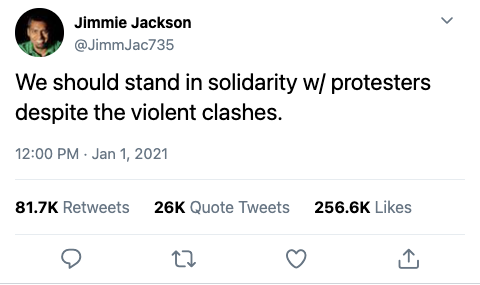 Jimmie Jackson
@JimmJac735
We should stand in solidarity w/ protesters
despite the violent clashes.
12:00 PM · Jan 1, 2021
81.7K Retweets 26K Quote Tweets 256.6K Likes